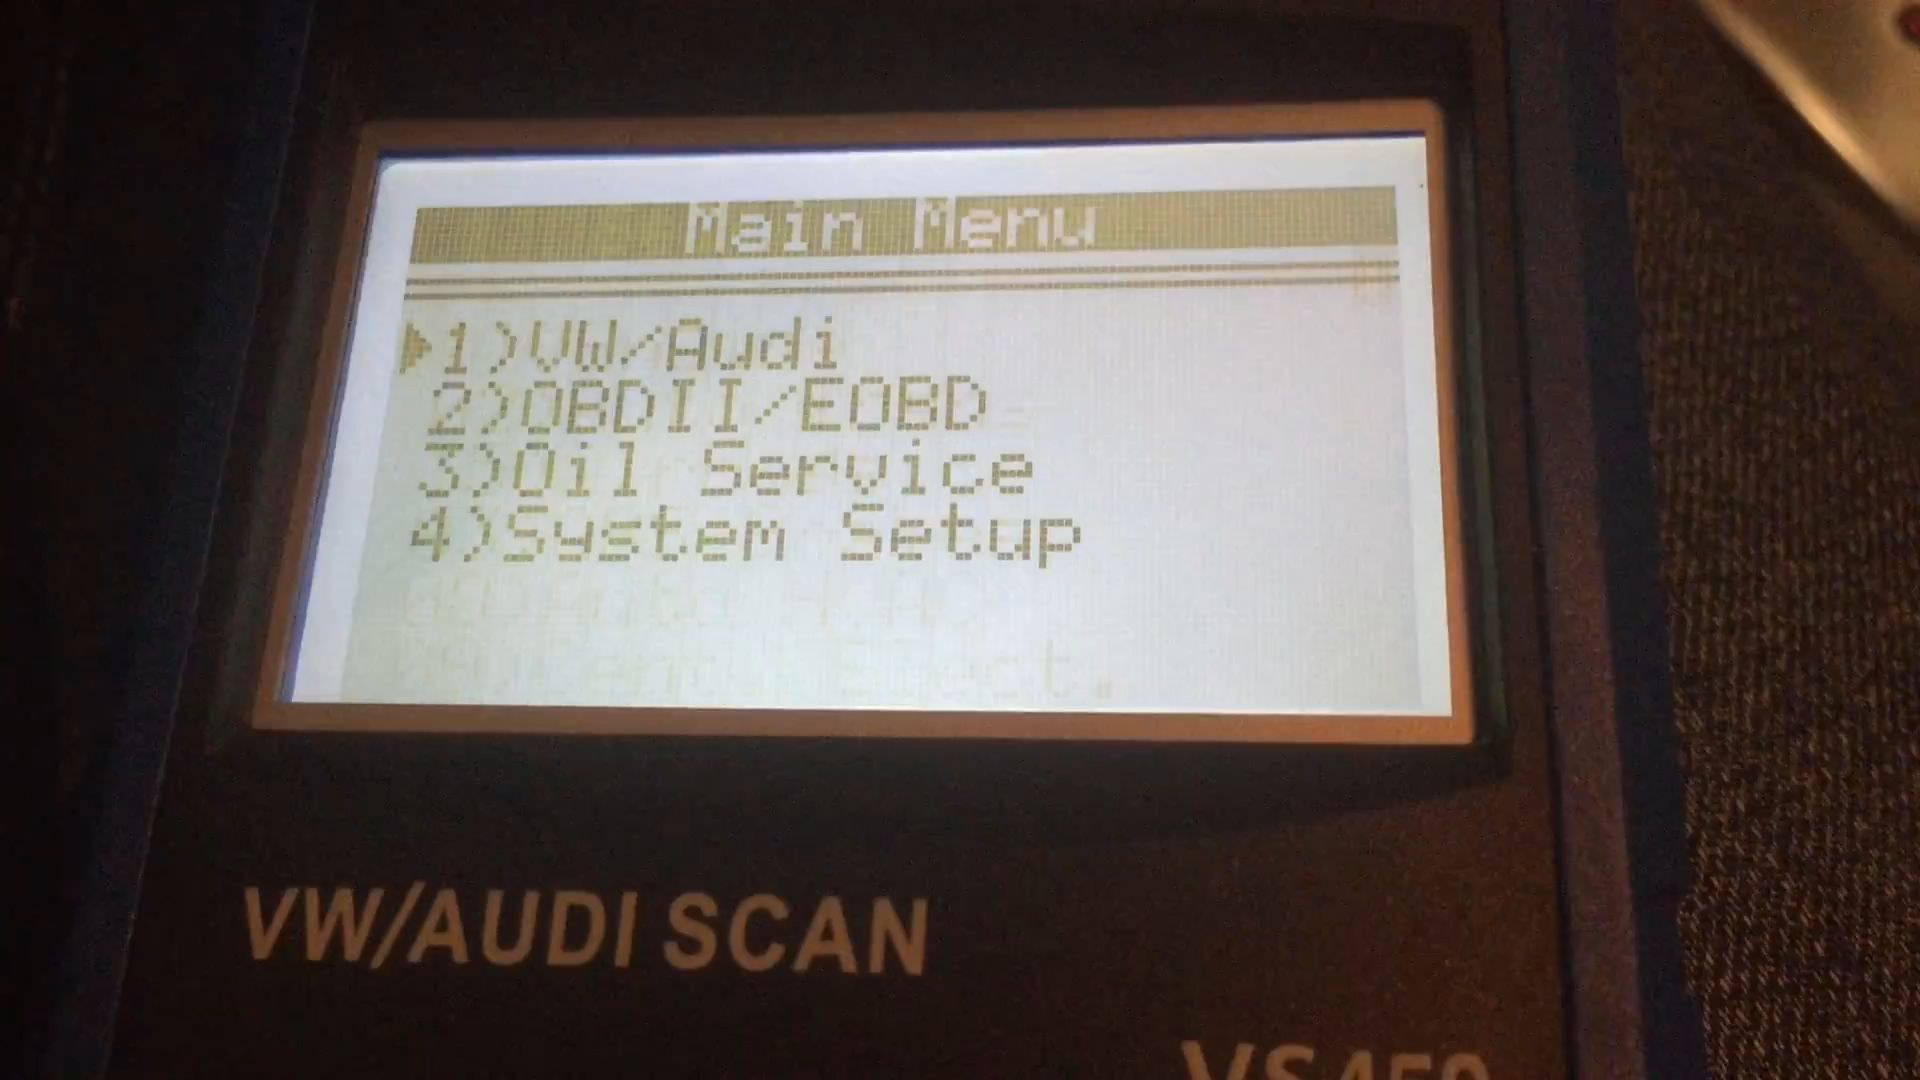 Main Menu
1)VW/Audi
2)OBDII/EOBD
3)Oil Service
4)System Setup
VW/AUDI SCAN